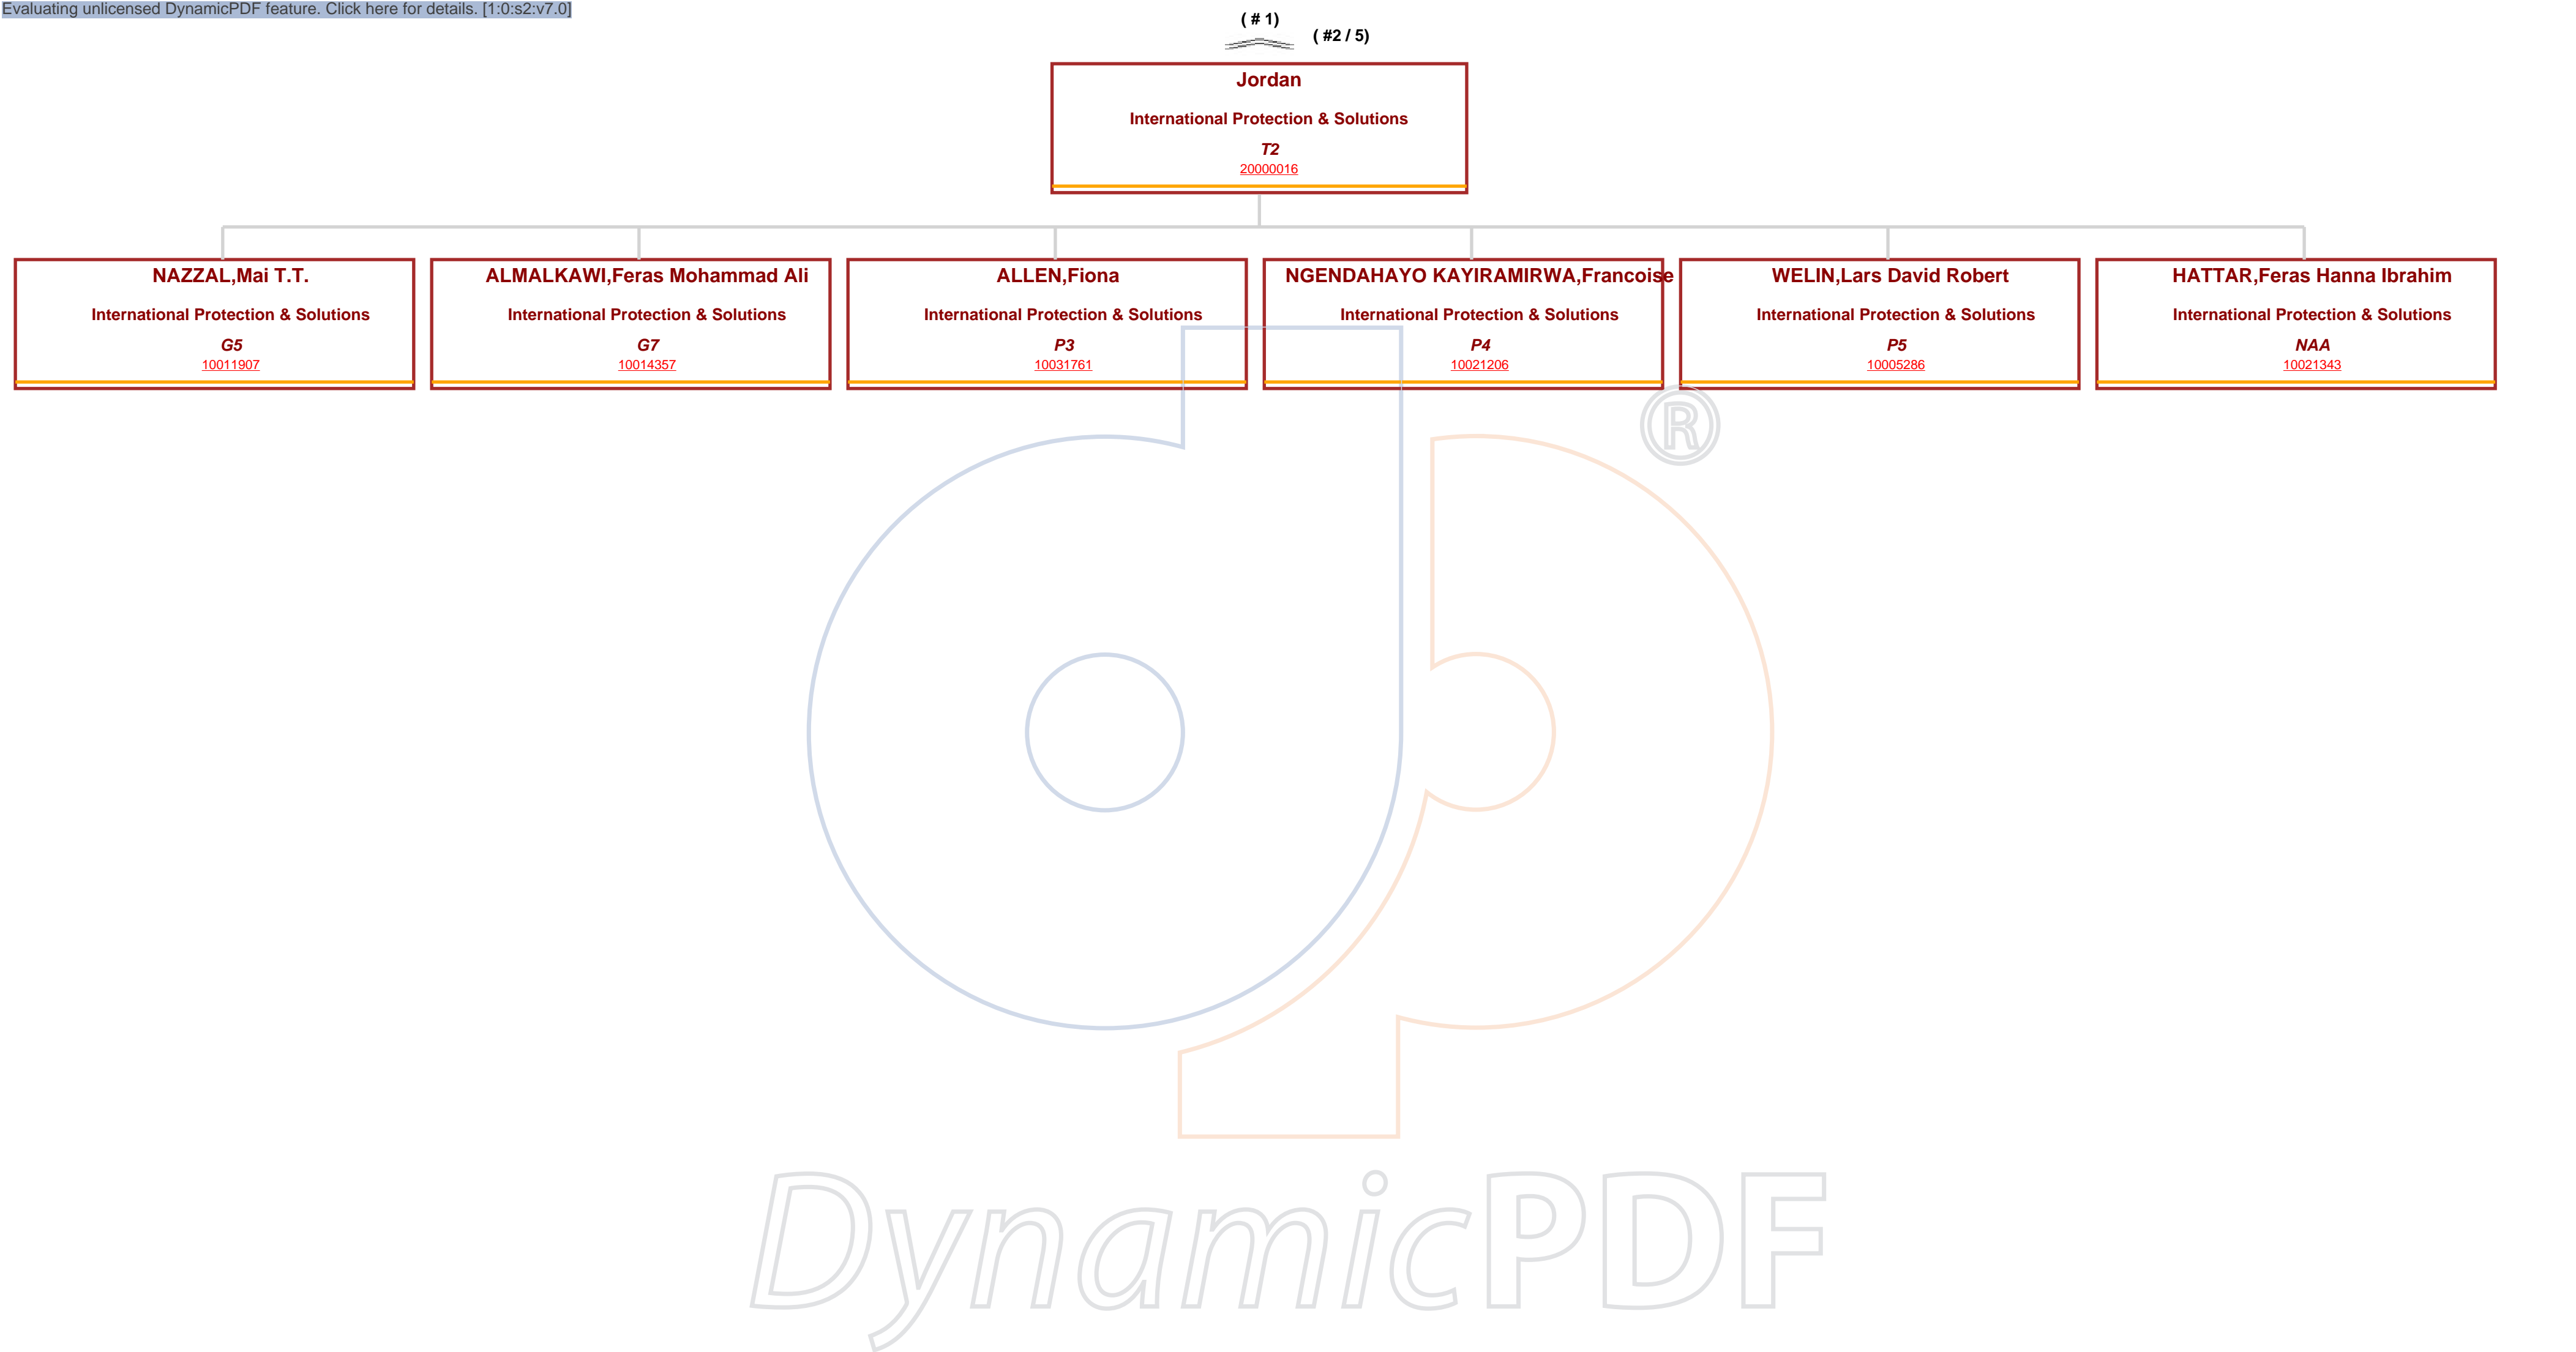 Evaluating unlicensed DynamicPDF feature. Click here for details. [1:0:s2:v7.0]
( # 1)
( #2 / 5)
Jordan
International Protection & Solutions
T2
20000016
NAZZAL,Mai T.T.
International Protection & Solutions
G5
10011907
ALMALKAWI,Feras Mohammad Ali
International Protection & Solutions
G7
10014357
ALLEN,Fiona
International Protection & Solutions
P3
10031761
NGENDAHAYO KAYIRAMIRWA,Francoise
International Protection & Solutions
P4
10021206
WELIN,Lars David Robert
International Protection & Solutions
P5
10005286
HATTAR,Feras Hanna Ibrahim
International Protection & Solutions
NAA
10021343
®
DynamicPDF